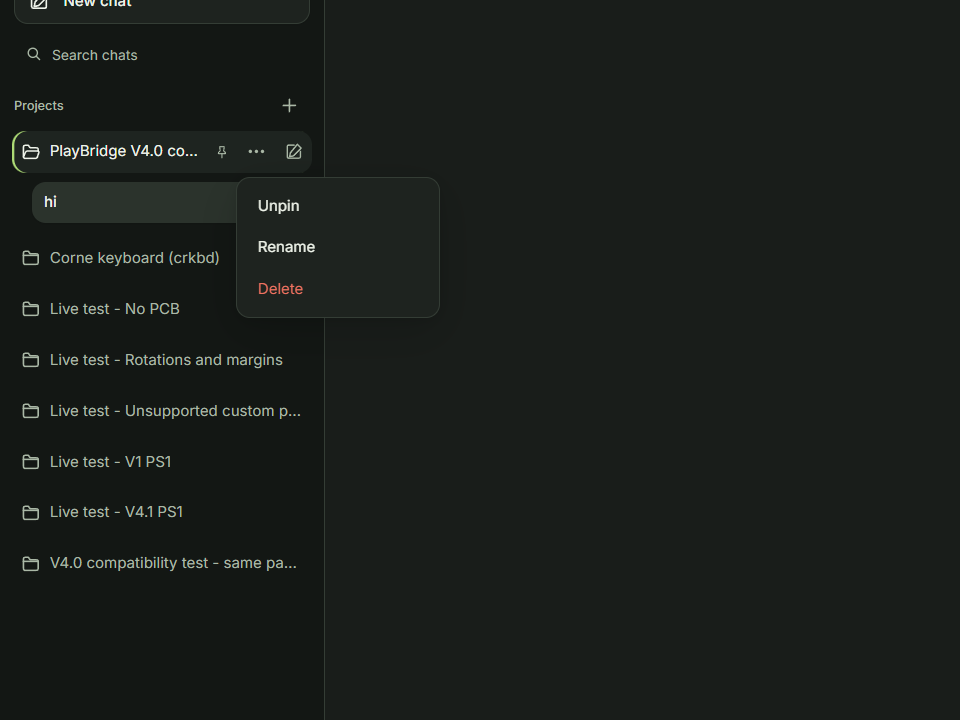 New chat
Search chats
Projects
PlayBridge V4.0 co...
hi
Unpin
Rename
Delete
Corne keyboard (crkbd)
Live test - No PCB
Live test - Rotations and margins
Live test - Unsupported custom p...
Live test - V1 PS1
Live test - V4.1 PS1
V4.0 compatibility test - same pa...